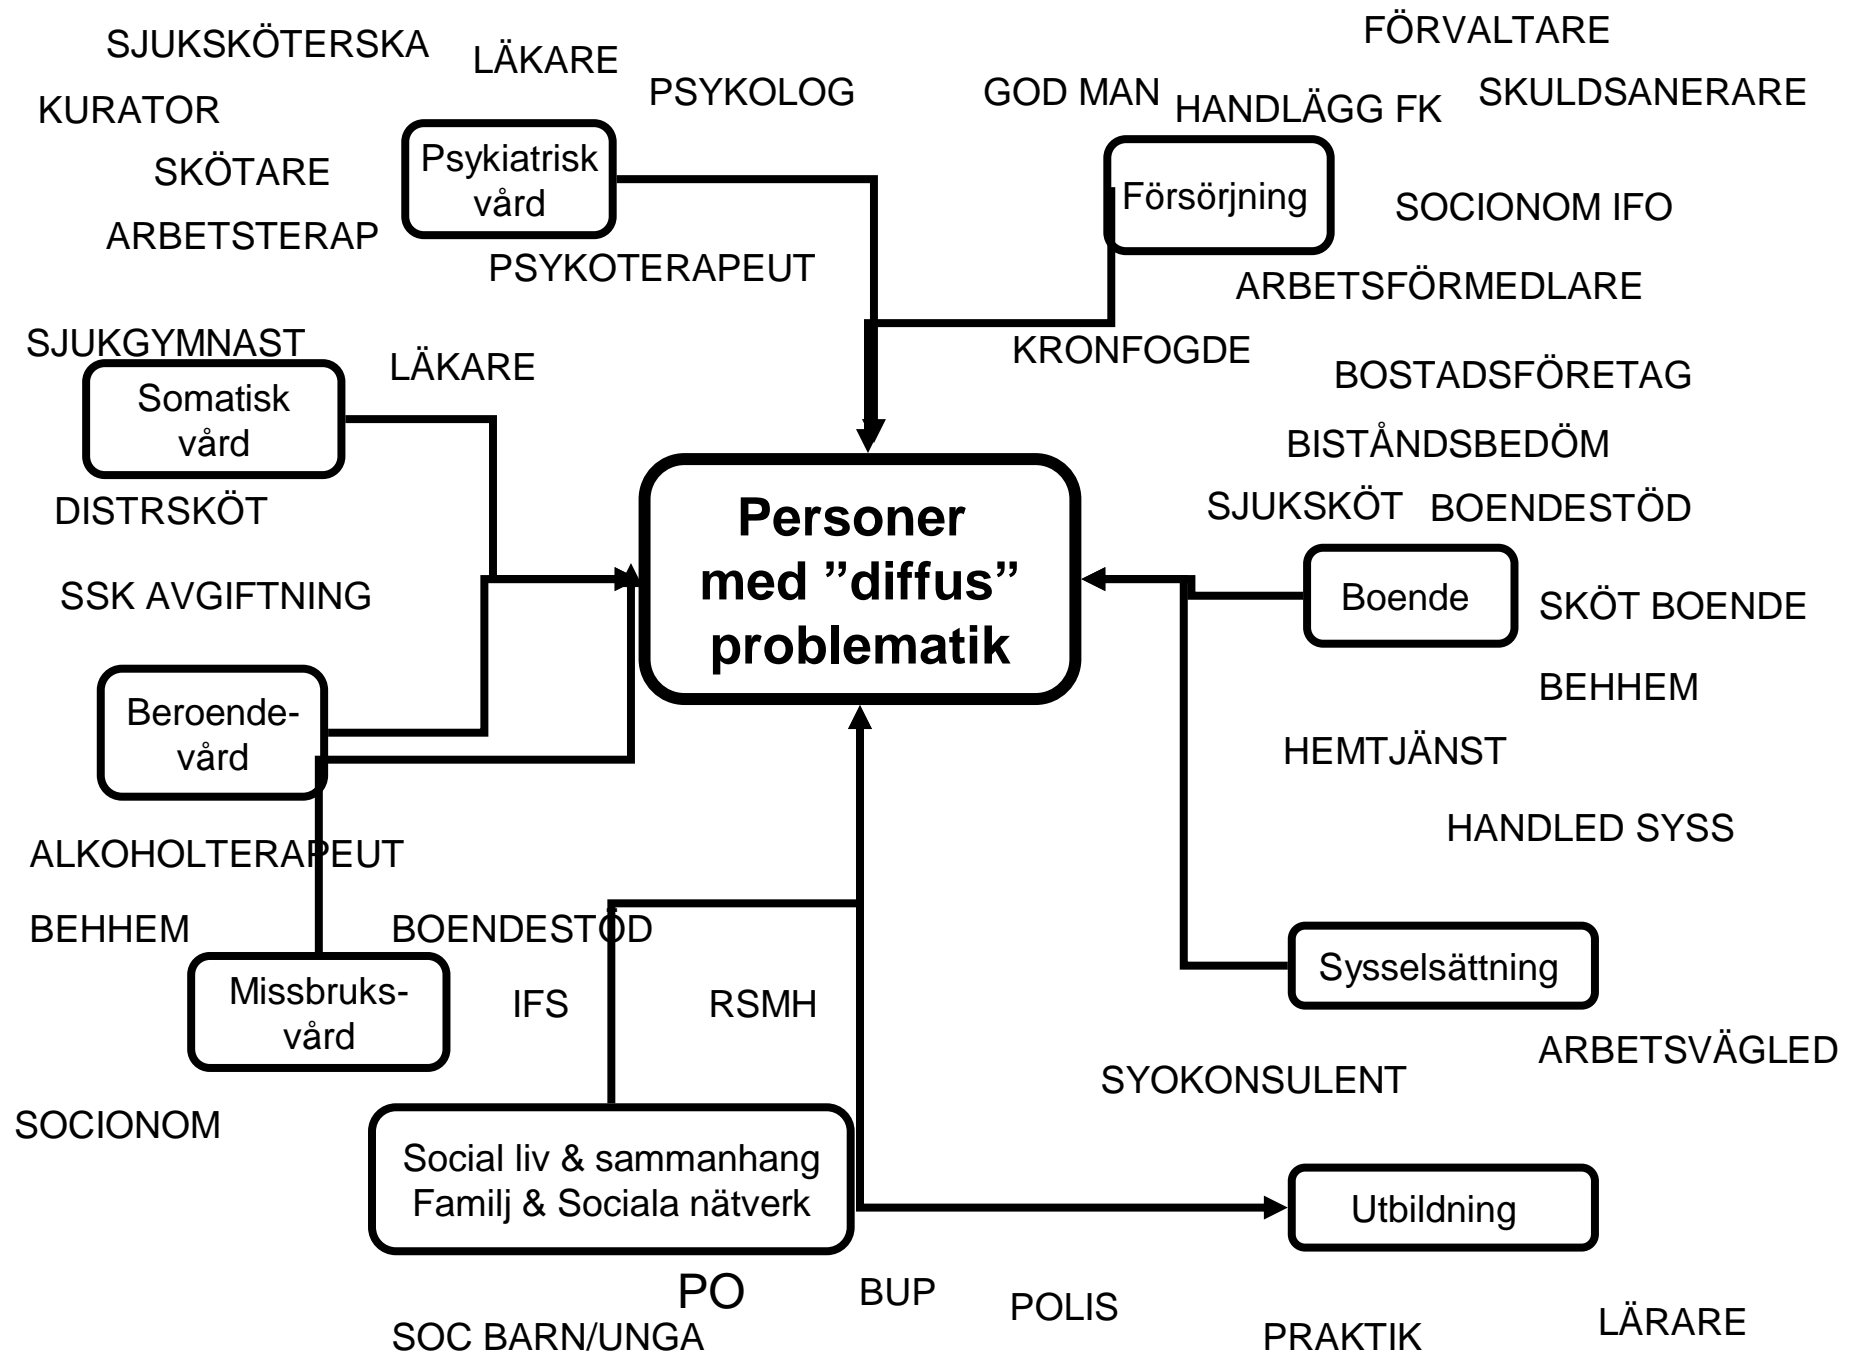 SJUKSKÖTERSKA
LÄKARE
PSYKOLOG
GOD MAN
FÖRVALTARE
HANDLÄGG FK
SKULDSANERARE
KURATOR
SKÖTARE
ARBETSTERAP
Psykiatrisk
vård
PSYKOTERAPEUT
Försörjning
SOCIONOM IFO
ARBETSFÖRMEDLARE
KRONFOGDE
SJUKGYMNAST
LÄKARE
Somatisk
vård
DISTRSKÖT
BOSTADSFÖRETAG
BISTÅNDSBEDÖM
SJUKSKÖT
BOENDESTÖD
Personer
med ”diffus”
problematik
SSK AVGIFTNING
Boende
SKÖT BOENDE
BEHHEM
HEMTJÄNST
Beroende-
vård
ALKOHOLTERAPEUT
HANDLED SYSS
BEHHEM
BOENDESTÖD
Missbruks-
vård
IFS
RSMH
Sysselsättning
ARBETSVÄGLED
SYOKONSULENT
SOCIONOM
Social liv & sammanhang
Familj & Sociala nätverk
Utbildning
PO
BUP
POLIS
SOC BARN/UNGA
PRAKTIK
LÄRARE